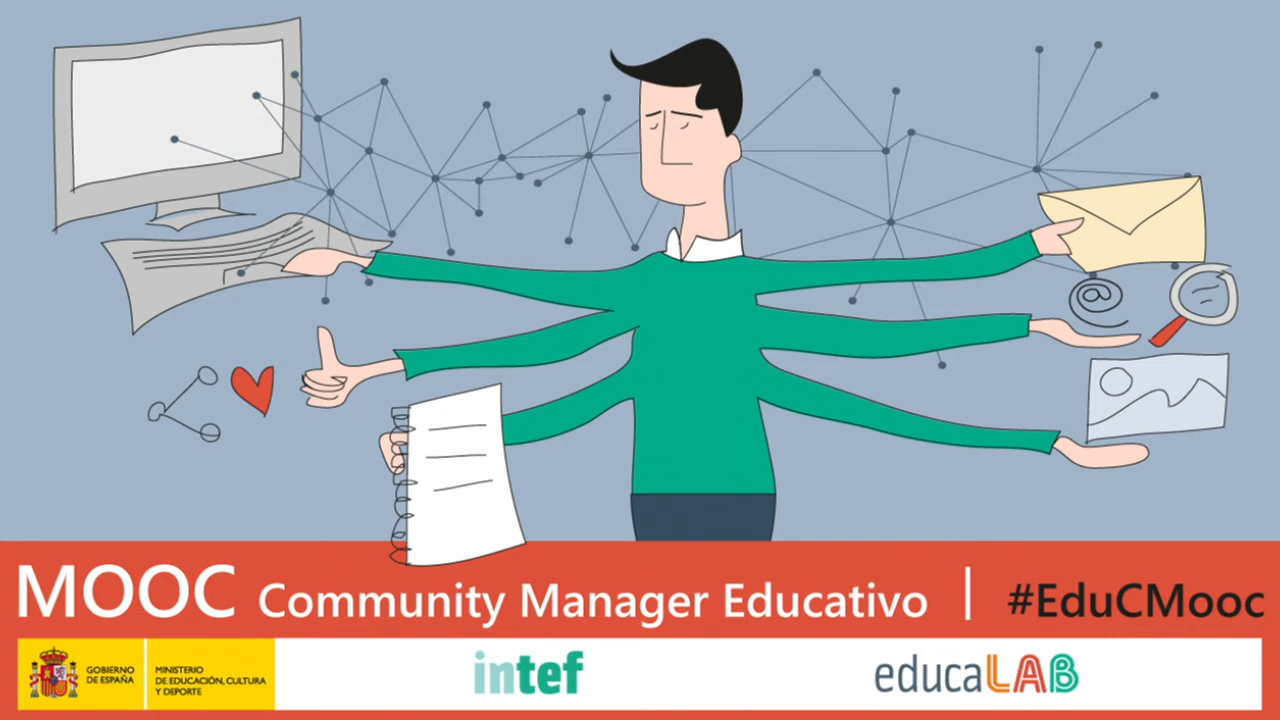 @
MOOC Community Manager Educativo | #EduCMooc
GOBIERNO
DE ESPAÑA
MINISTERIO
DE EDUCACIÓN, CULTURA
Y DEPORTE
intef
educaLAB